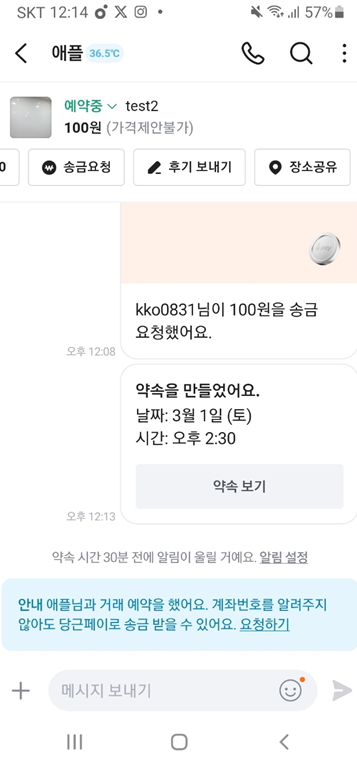 SKT 12:14 57%
애플 36.5℃
예약중 test2
100원 (가격제안불가)
송금요청 후기 보내기 장소공유
kko0831님이 100원을 송금
요청했어요.
오후 12:08
약속을 만들었어요.
날짜: 3월 1일 (토)
시간: 오후 2:30
약속 보기
오후 12:13
약속 시간 30분 전에 알림이 울릴 거예요. 알림 설정
안내 애플님과 거래 예약을 했어요. 계좌번호를 알려주지
않아도 당근페이로 송금 받을 수 있어요. 요청하기
메시지 보내기